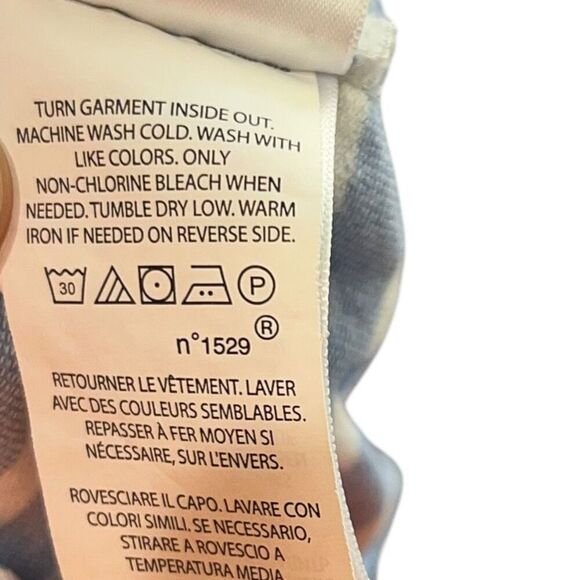 TURN GARMENT INSIDE OUT.
MACHINE WASH COLD. WASH WITH
LIKE COLORS. ONLY
NON-CHLORINE BLEACH WHEN
NEEDED. TUMBLE DRY LOW. WARM
IRON IF NEEDED ON REVERSE SIDE.
30 P
n°1529 ®
RETOURNER LE VÊTEMENT. LAVER
AVEC DES COULEURS SEMBLABLES.
REPASSER À FER MOYEN SI
NÉCESSAIRE, SUR L'ENVERS.
ROVESCIARE IL CAPO. LAVARE CON
COLORI SIMILI. SE NECESSARIO,
STIRARE A ROVESCIO A
TEMPERATURA MEDIA